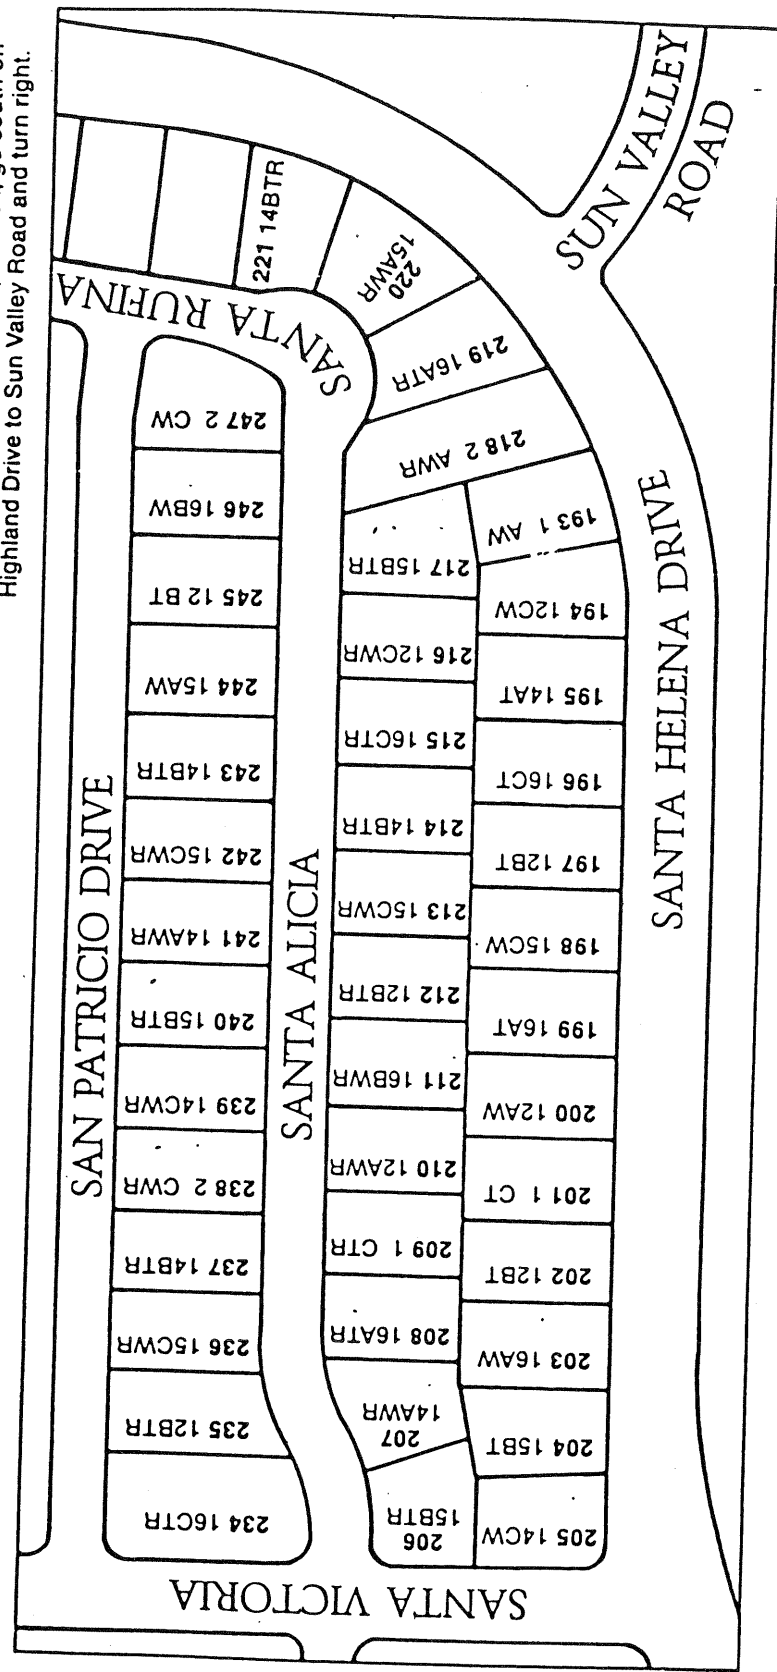 Highland Drive to Sun Valley Road and turn right.
SUN VALLEY
ROAD
SANTA RUFINA
221 14BTR
220
15AWR
219 16ATR
218 2 AWR
193 1 AW
194 12CW
195 14AT
196 16CT
197 12BT
198 15CW
199 16AT
200 12AW
201 1 CT
202 12BT
203 16AW
204 15BT
205 14CW
SANTA HELENA DRIVE
217 15BTR
216 12CWR
215 16CTR
214 14BTR
213 15CWR
212 12BTR
211 16BWR
210 12AWR
209 1 CTR
208 16ATR
207
14AWR
206
15BTR
SANTA ALICIA
247 2 CW
246 16BW
245 12 BT
244 15AW
243 14BTR
242 15CWR
241 14AWR
240 15BTR
239 14CWR
238 2 CWR
237 14BTR
236 15CWR
235 12BTR
234 16CTR
SAN PATRICIO DRIVE
SANTA VICTORIA